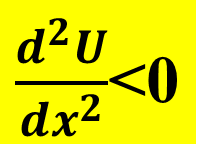 d²U/dx² < 0